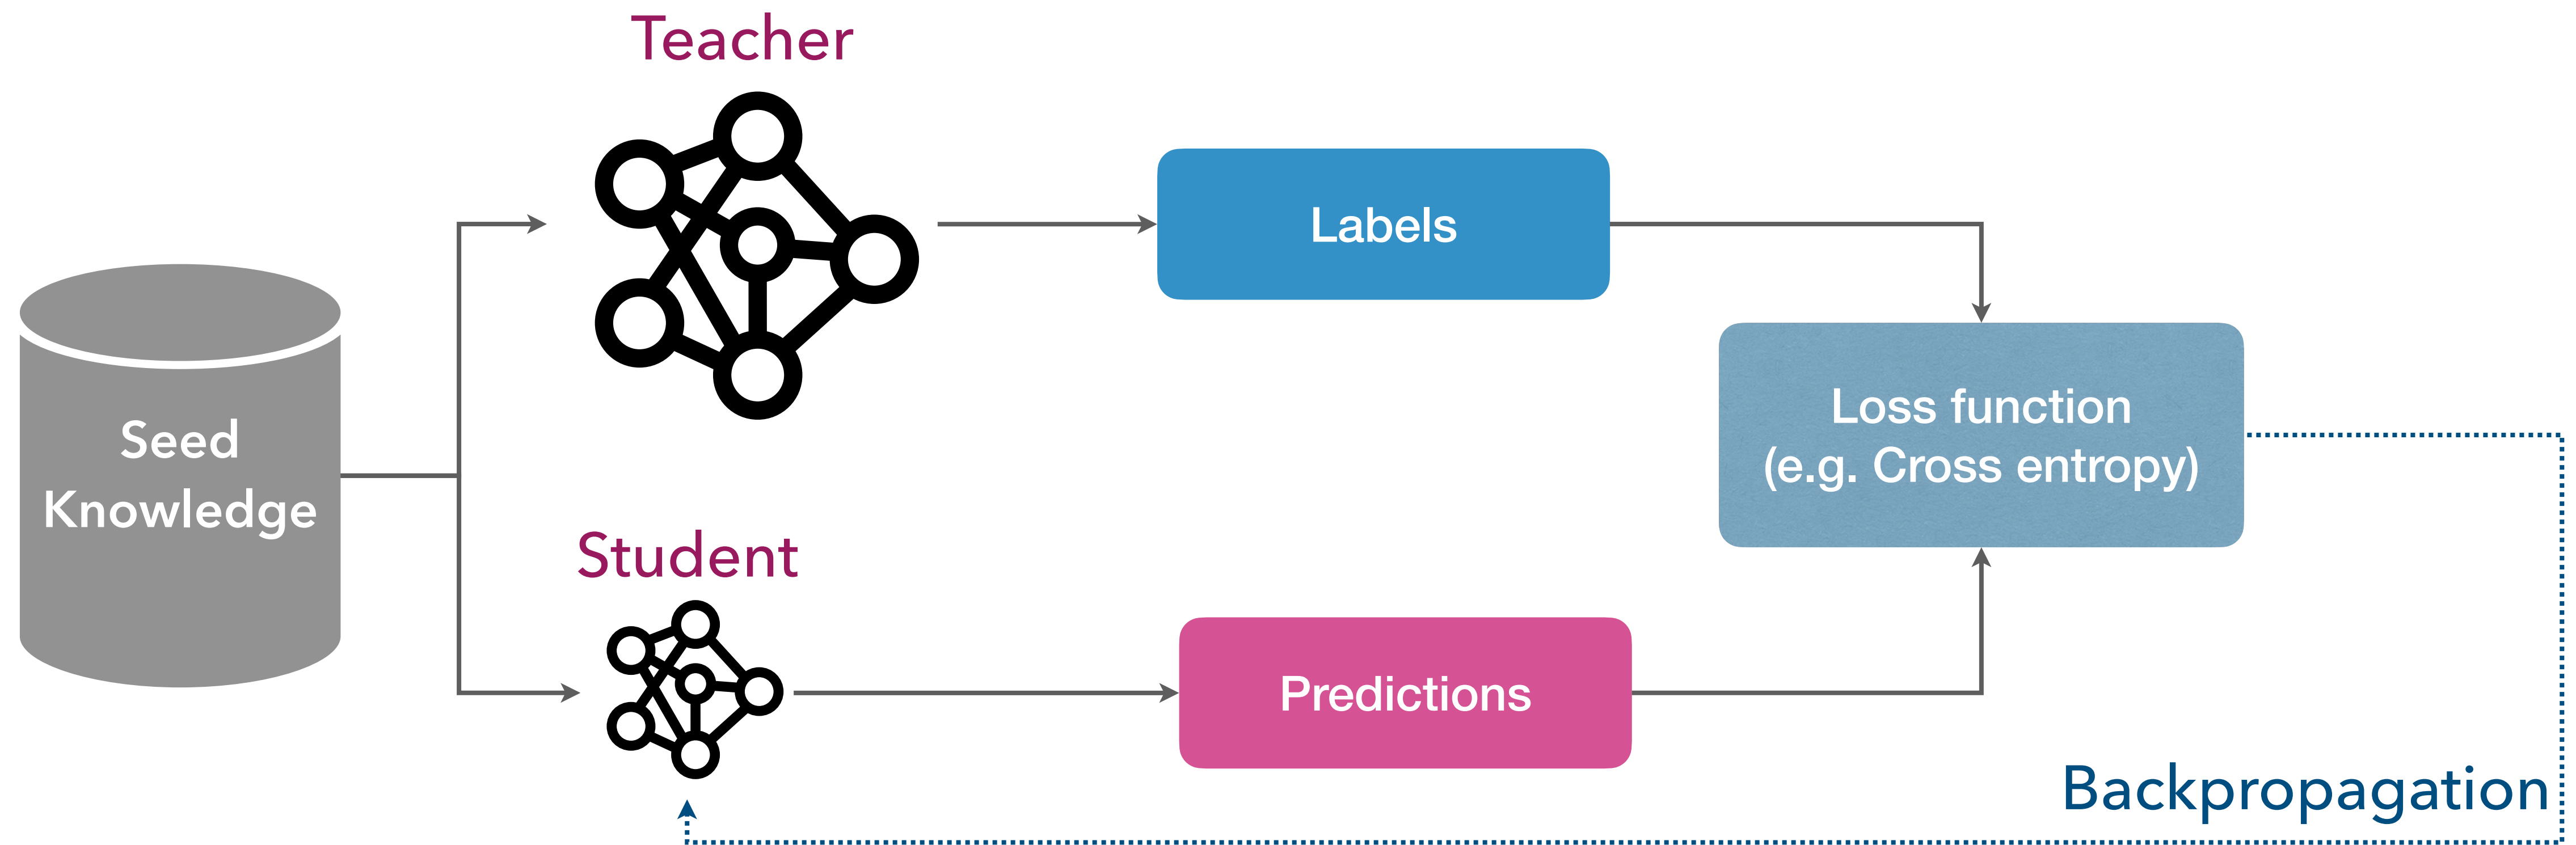 Teacher
Labels
Seed
Knowledge
Loss function
(e.g. Cross entropy)
Student
Predictions
Backpropagation